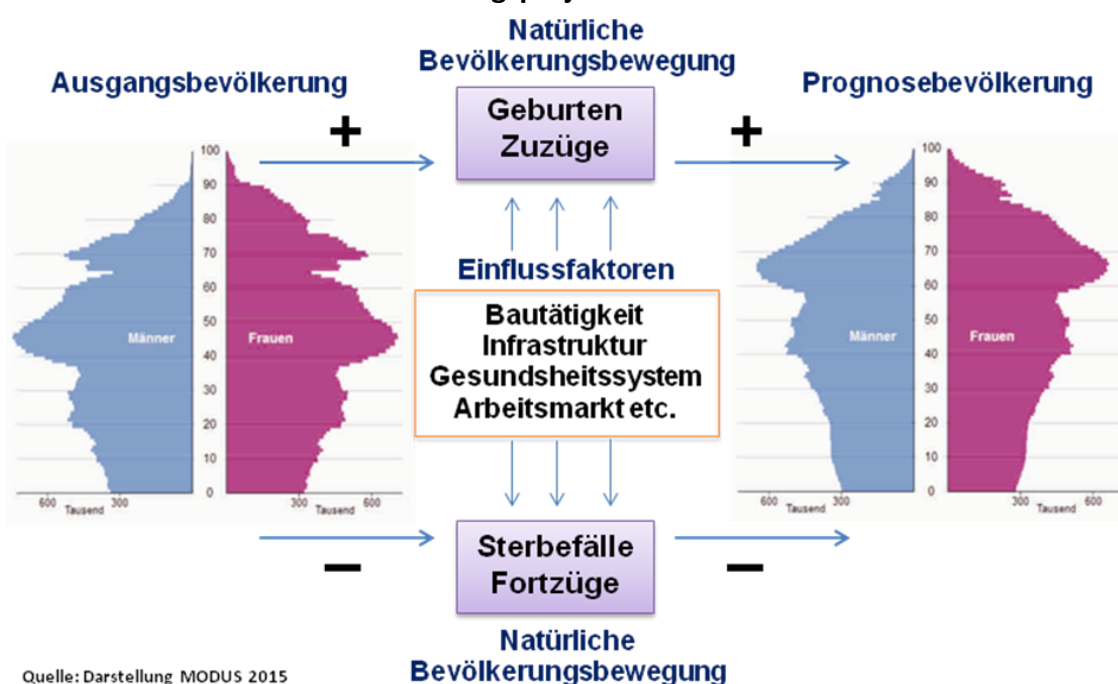 Natürliche
Bevölkerungsbewegung
Ausgangsbevölkerung
Prognosebevölkerung
+
Geburten
Zuzüge
+
100
90
80
70
60
50
40
30
20
10
0
Männer
Frauen
600
300
Tausend
300
600
Tausend
Einflussfaktoren
Bautätigkeit
Infrastruktur
Gesundsheitssystem
Arbeitsmarkt etc.
100
90
80
70
60
50
40
30
20
10
0
Männer
Frauen
600
300
Tausend
300
600
Tausend
−
Sterbefälle
Fortzüge
−
Natürliche
Bevölkerungsbewegung
Quelle: Darstellung MODUS 2015